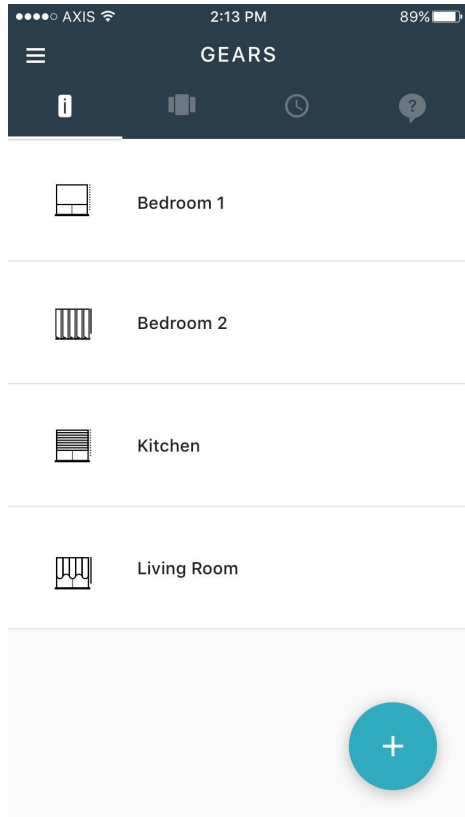 AXIS 2:13 PM 89%
GEARS
Bedroom 1
Bedroom 2
Kitchen
Living Room